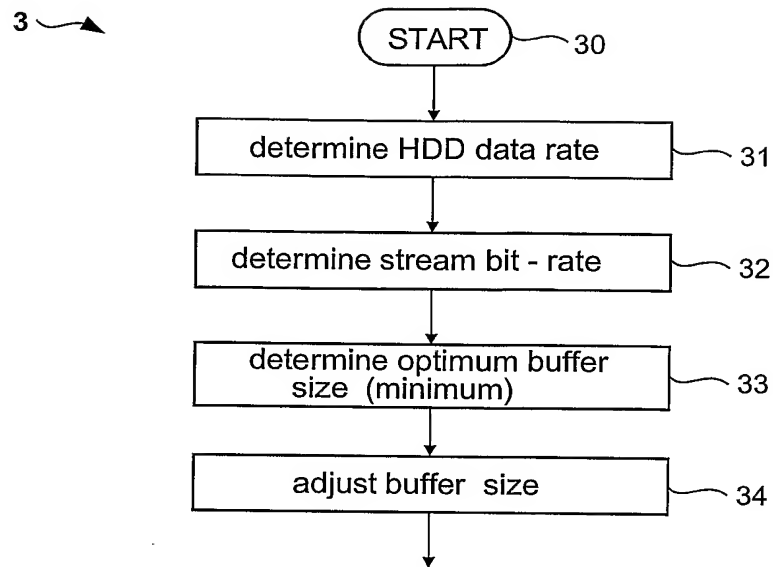 3
START
30
determine HDD data rate
31
determine stream bit - rate
32
determine optimum buffer
size (minimum)
33
adjust buffer size
34